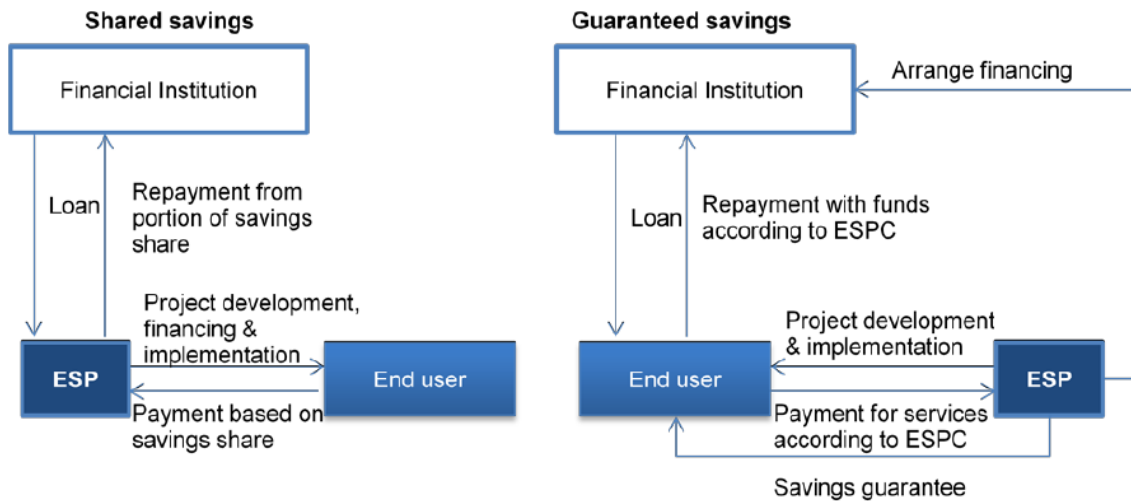 Shared savings
Financial Institution
Loan
Repayment from
portion of savings
share
Project development,
financing &
implementation
ESP
End user
Payment based on
savings share
Guaranteed savings
Financial Institution
Arrange financing
Loan
Repayment with funds
according to ESPC
Project development
& implementation
End user
ESP
Payment for services
according to ESPC
Savings guarantee